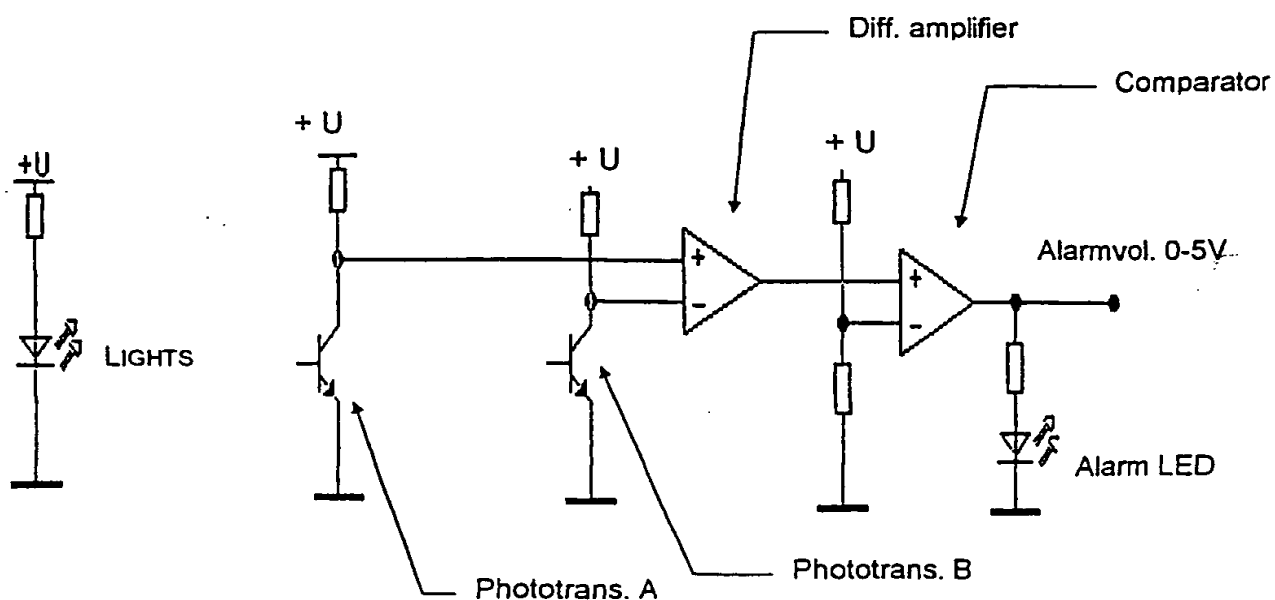 Diff. amplifier
Comparator
+ U
+U
+ U
+ U
+
−
+
−
Alarmvol. 0-5V
LIGHTS
Alarm LED
Phototrans. A
Phototrans. B